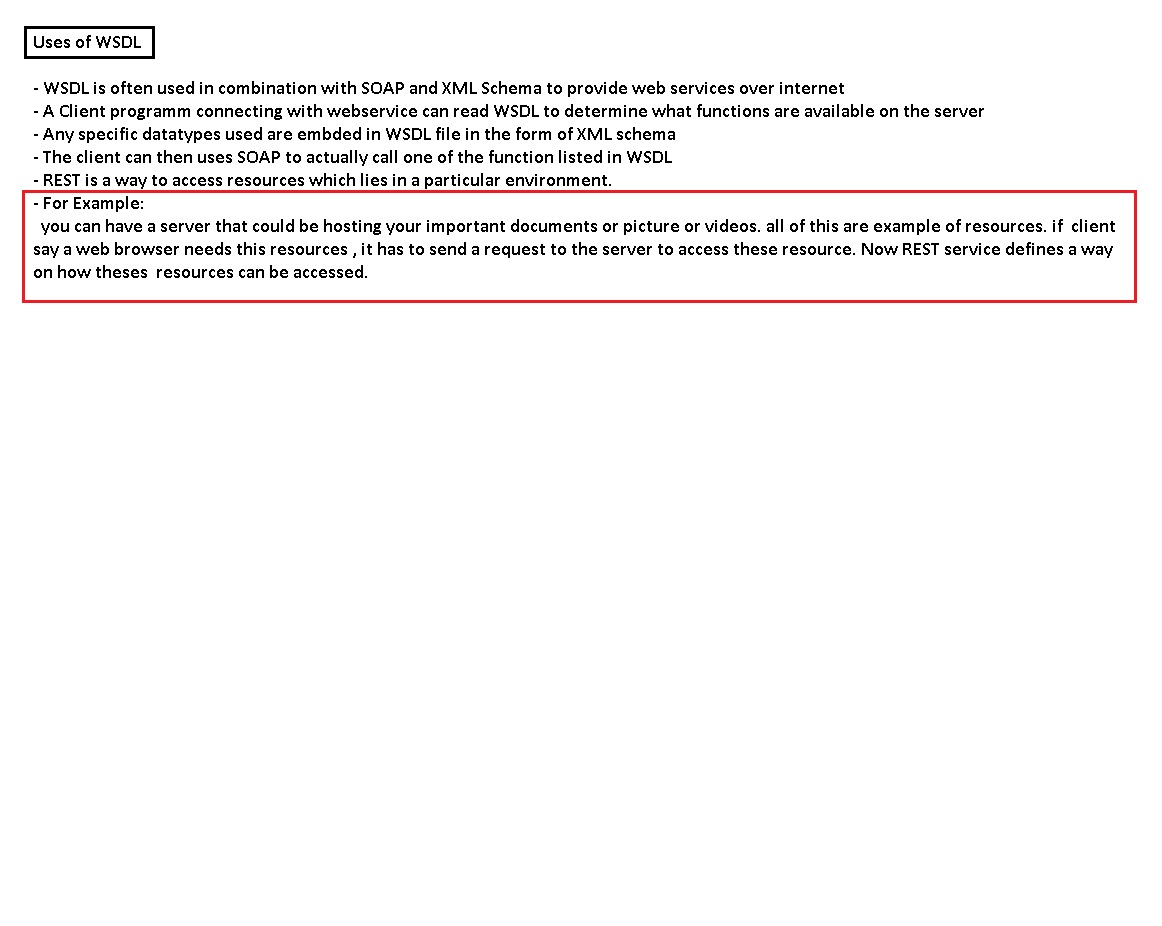 Uses of WSDL
- WSDL is often used in combination with SOAP and XML Schema to provide web services over internet
- A Client programm connecting with webservice can read WSDL to determine what functions are available on the server
- Any specific datatypes used are embded in WSDL file in the form of XML schema
- The client can then uses SOAP to actually call one of the function listed in WSDL
- REST is a way to access resources which lies in a particular environment.
- For Example:
you can have a server that could be hosting your important documents or picture or videos. all of this are example of resources. if client
say a web browser needs this resources , it has to send a request to the server to access these resource. Now REST service defines a way
on how theses resources can be accessed.